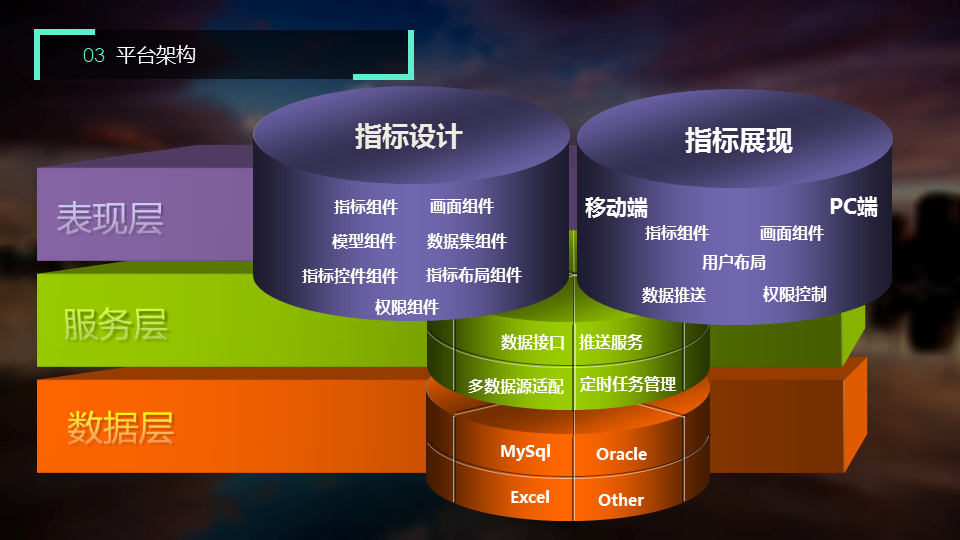 03 平台架构
指标设计
指标展现
表现层
指标组件 画面组件
模型组件 数据集组件
指标控件组件 指标布局组件
权限组件
移动端 PC端
指标组件 画面组件
用户布局
数据推送 权限控制
服务层
数据接口 推送服务
多数据源适配 定时任务管理
数据层
MySql Oracle
Excel Other